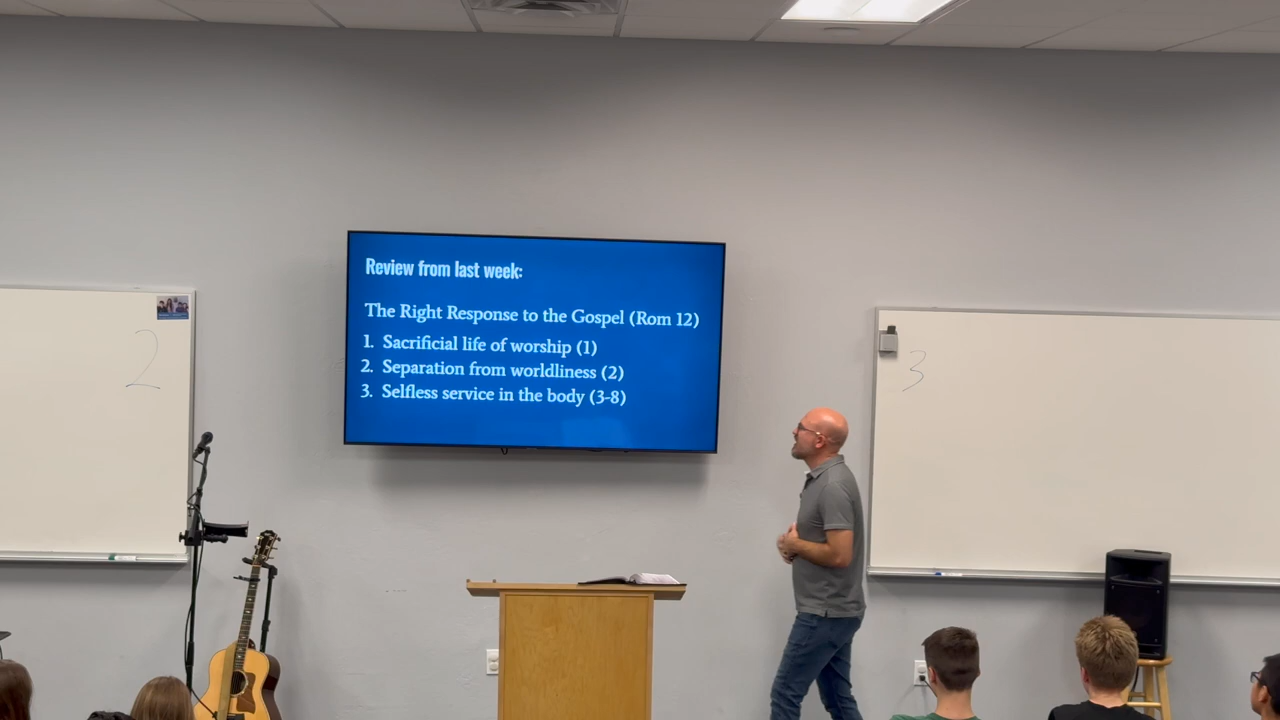 Review from last week:
The Right Response to the Gospel (Rom 12)
1. Sacrificial life of worship (1)
2. Separation from worldliness (2)
3. Selfless service in the body (3-8)
2
3